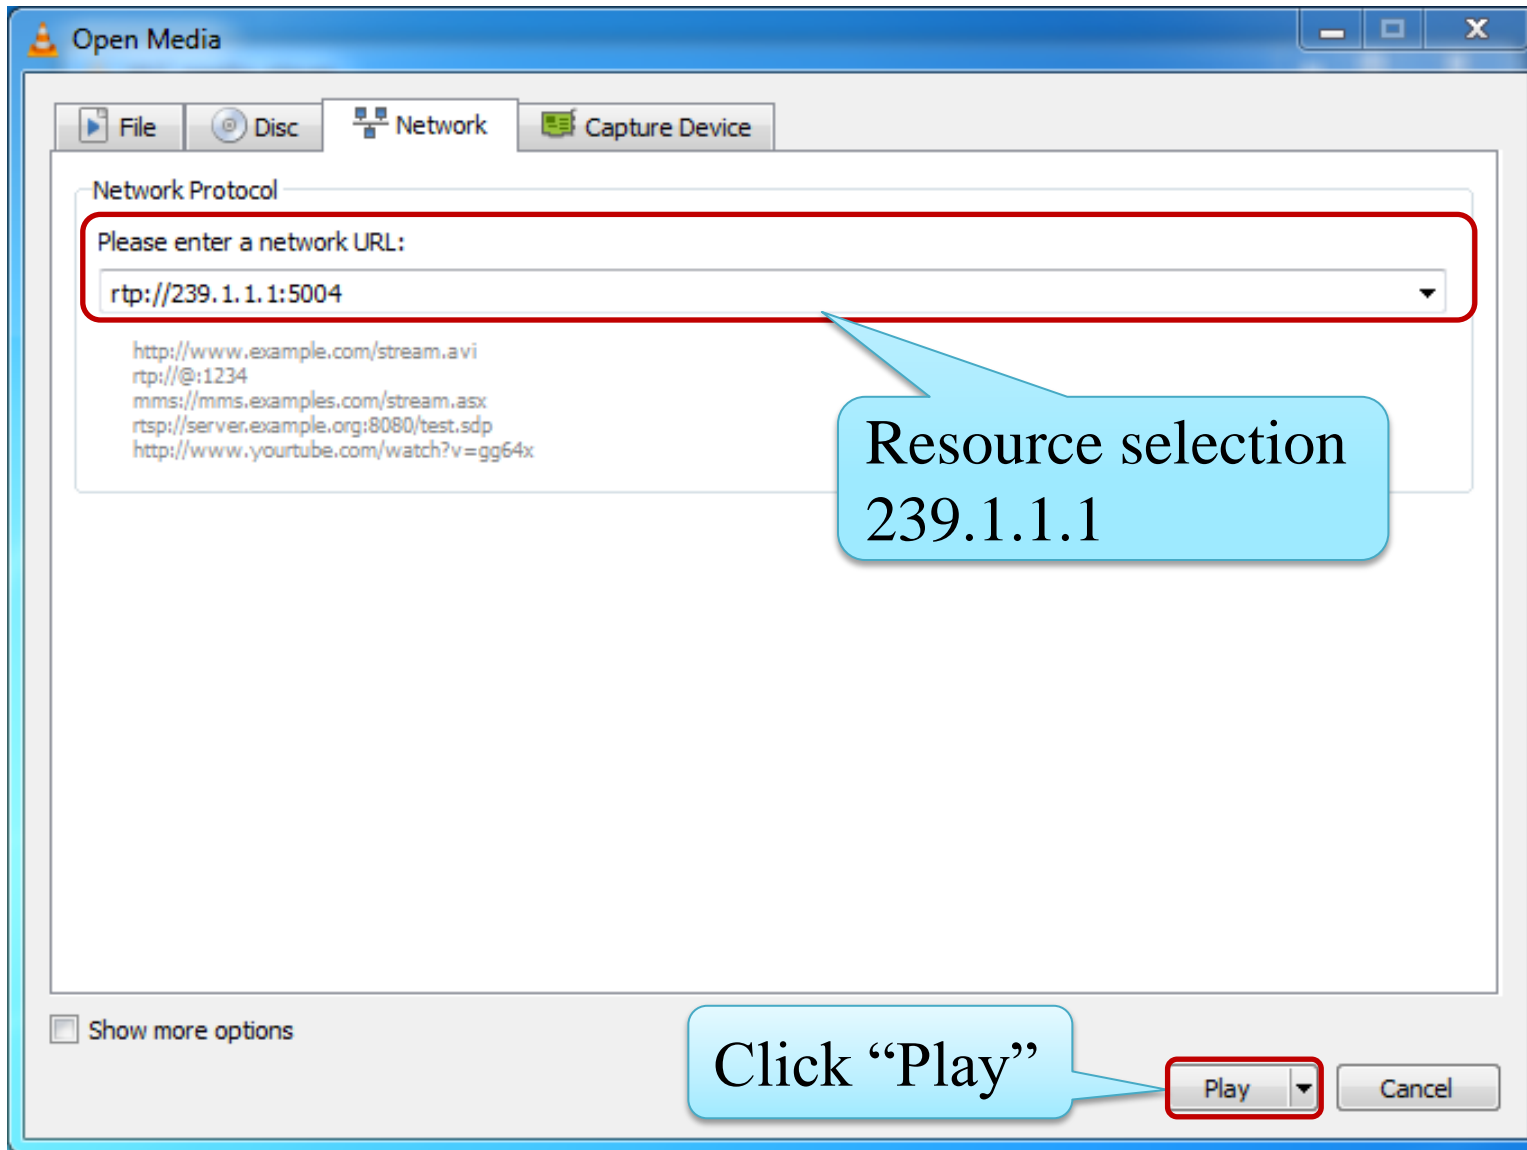 Open Media
File
Disc
Network
Capture Device
Network Protocol
Please enter a network URL:
rtp://239.1.1.1:5004
http://www.example.com/stream.avi
rtp://@:1234
mms://mms.examples.com/stream.asx
rtsp://server.example.org:8080/test.sdp
http://www.yourtube.com/watch?v=gg64x
Resource selection
239.1.1.1
Show more options
Click “Play”
Play
Cancel